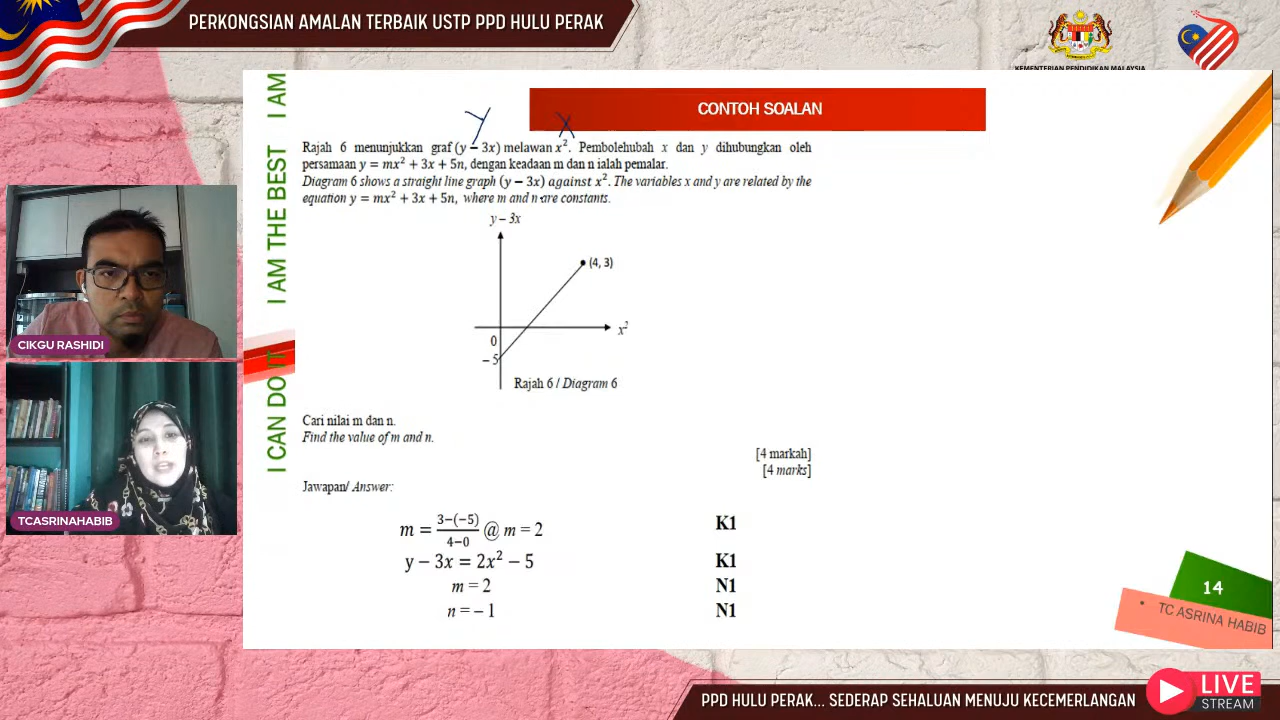 PERKONGSIAN AMALAN TERBAIK USTP PPD HULU PERAK
KEMENTERIAN PENDIDIKAN MALAYSIA
I CAN DO IT I AM THE BEST I AM
CONTOH SOALAN
Y X
Rajah 6 menunjukkan graf (y – 3x) melawan x². Pembolehubah x dan y dihubungkan oleh
persamaan y = mx² + 3x + 5n, dengan keadaan m dan n ialah pemalar.
Diagram 6 shows a straight line graph (y – 3x) against x². The variables x and y are related by the
equation y = mx² + 3x + 5n, where m and n are constants.
y – 3x
(4, 3)
x²
0
– 5
Rajah 6 / Diagram 6
Cari nilai m dan n.
Find the value of m and n.
[4 markah]
[4 marks]
Jawapan/ Answer:
m = 3−(−5)/4−0 @ m = 2 K1
y − 3x = 2x² − 5 K1
m = 2 N1
n = – 1 N1
CIKGU RASHIDI
TCASRINAHABIB
14
• TC ASRINA HABIB
PPD HULU PERAK... SEDERAP SEHALUAN MENUJU KECEMERLANGAN
LIVE
STREAM